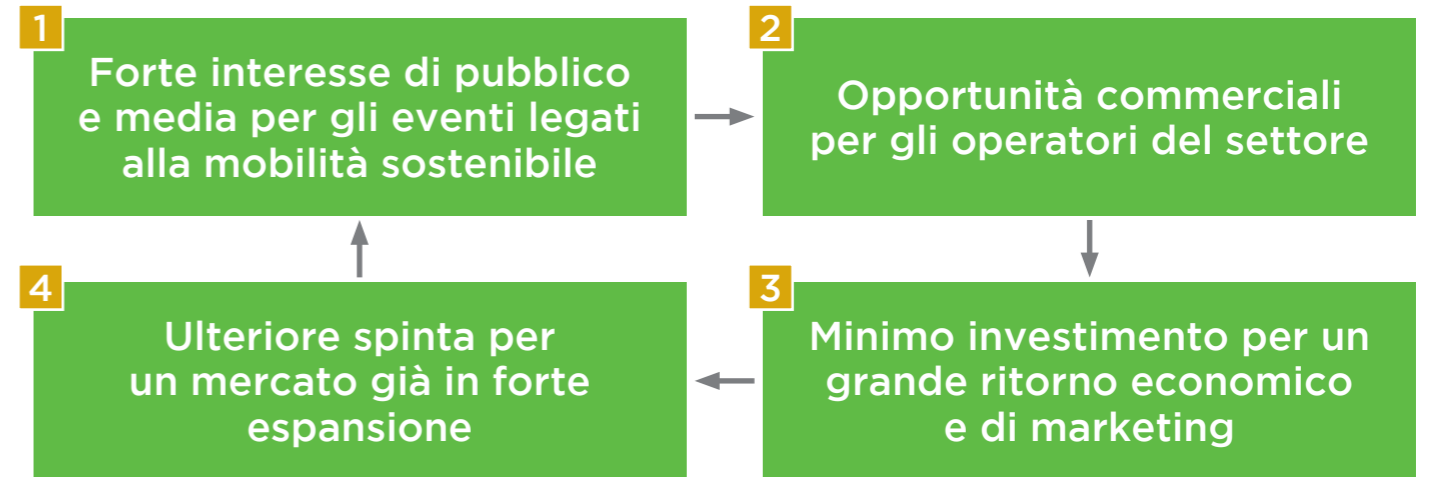 1
Forte interesse di pubblico
e media per gli eventi legati
alla mobilità sostenibile
2
Opportunità commerciali
per gli operatori del settore
3
Minimo investimento per un
grande ritorno economico
e di marketing
4
Ulteriore spinta per
un mercato già in forte
espansione